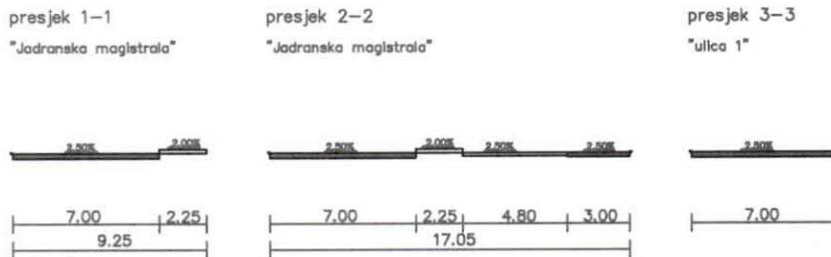 presjek 1-1
"Jadranska magistrala"
2.50% 2.00%
7.00 2.25
9.25
presjek 2-2
"Jadranska magistrala"
2.50% 2.00% 2.50% 2.50%
7.00 2.25 4.80 3.00
17.05
presjek 3-3
"ulica 1"
2.50%
7.00